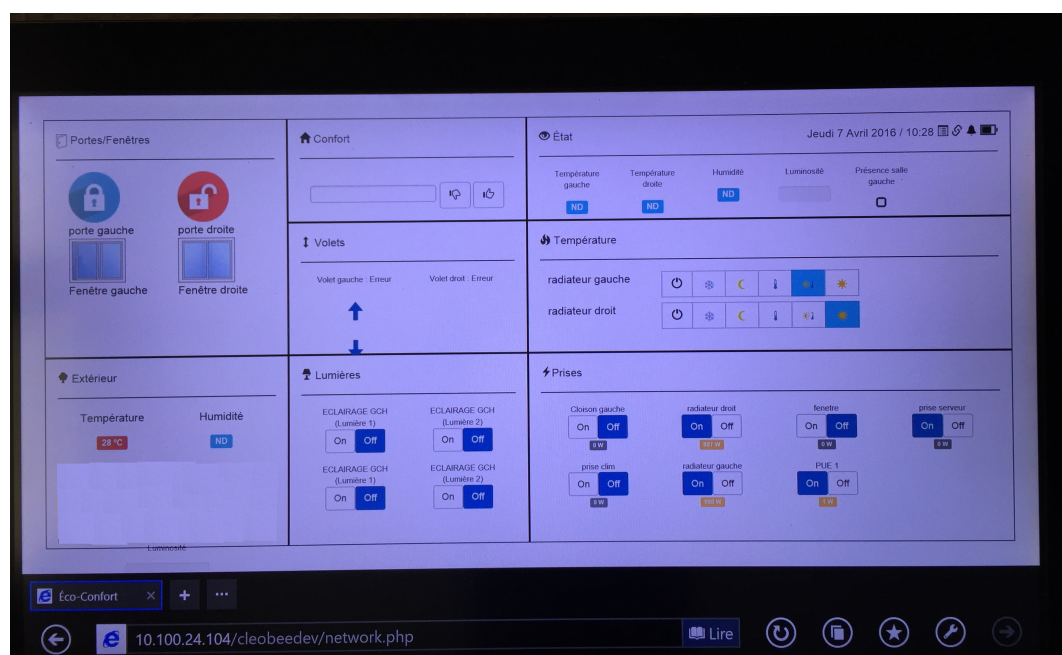 Portes/Fenêtres
porte gauche porte droite
Fenêtre gauche Fenêtre droite
Confort
Volets
Volet gauche : Erreur Volet droit : Erreur
État
Jeudi 7 Avril 2016 / 10:28
Température gauche
Température droite
Humidité
Luminosité
Présence salle gauche
ND ND ND
Température
radiateur gauche
radiateur droit
Extérieur
Température Humidité
28 °C ND
Luminosité
Lumières
ECLAIRAGE GCH ECLAIRAGE GCH
(Lumière 1) (Lumière 2)
On Off On Off
ECLAIRAGE GCH ECLAIRAGE GCH
(Lumière 1) (Lumière 2)
On Off On Off
Prises
Cloison gauche radiateur droit fenetre prise serveur
On Off On Off On Off On Off
0 W 0 W 0 W
prise clim radiateur gauche PUE 1
On Off On Off On Off
0 W
Éco-Confort
10.100.24.104/cleobeedev/network.php
Lire